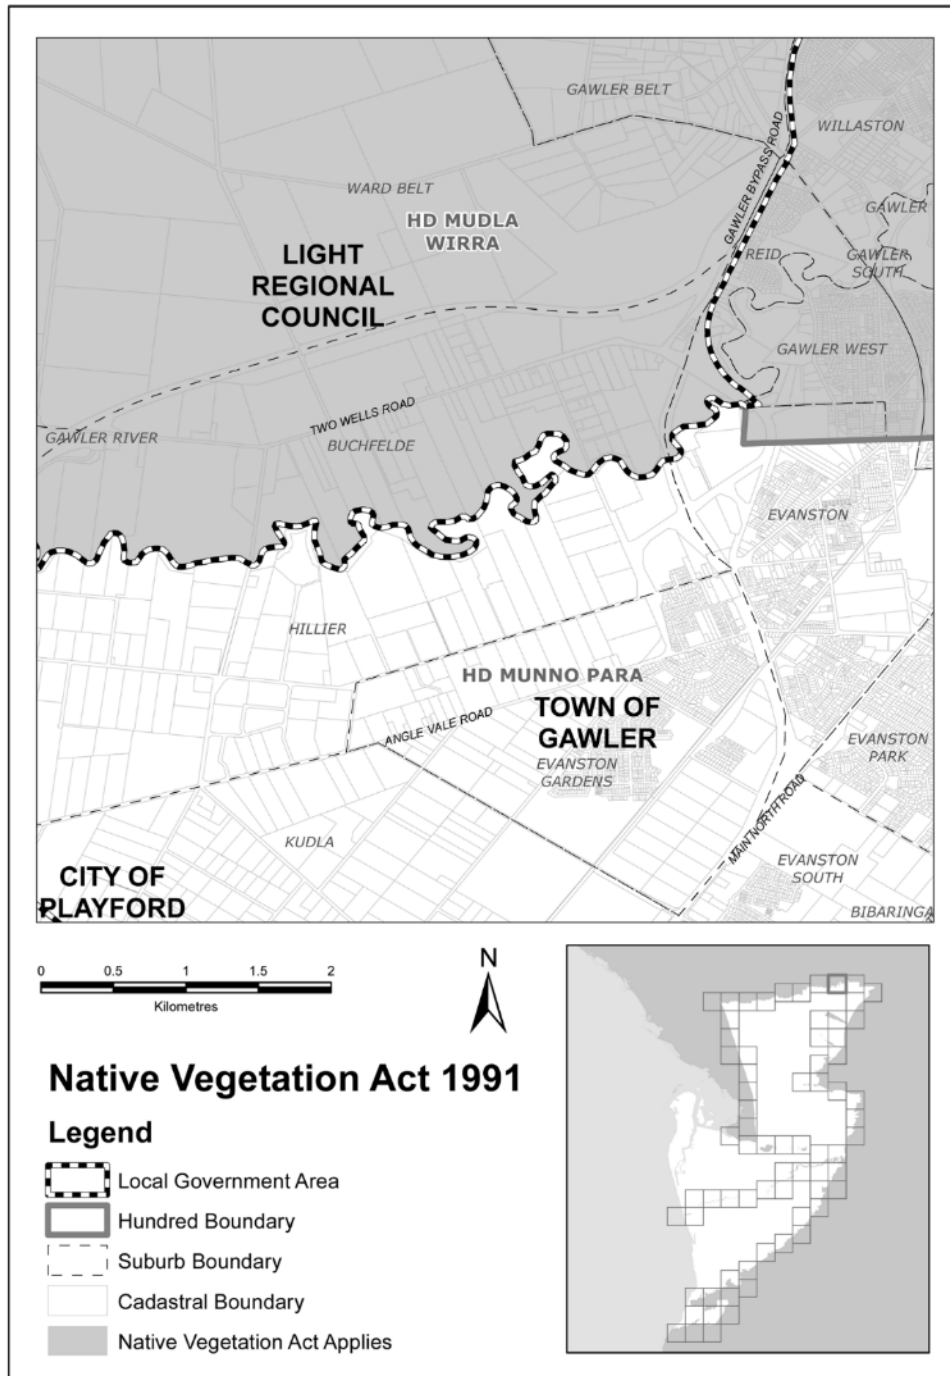 GAWLER BELT
WILLASTON
GAWLER BYPASS ROAD
WARD BELT
HD MUDLA
WIRRA
GAWLER
LIGHT
REGIONAL
COUNCIL
REID
GAWLER
SOUTH
GAWLER WEST
TWO WELLS ROAD
GAWLER RIVER
BUCHFELDE
EVANSTON
HILLIER
HD MUNNO PARA
TOWN OF
GAWLER
ANGLE VALE ROAD
EVANSTON
GARDENS
EVANSTON
PARK
MAIN NORTH ROAD
KUDLA
EVANSTON
SOUTH
CITY OF
PLAYFORD
BIBARINGA
0 0.5 1 1.5 2
Kilometres
N
Native Vegetation Act 1991
Legend
Local Government Area
Hundred Boundary
Suburb Boundary
Cadastral Boundary
Native Vegetation Act Applies